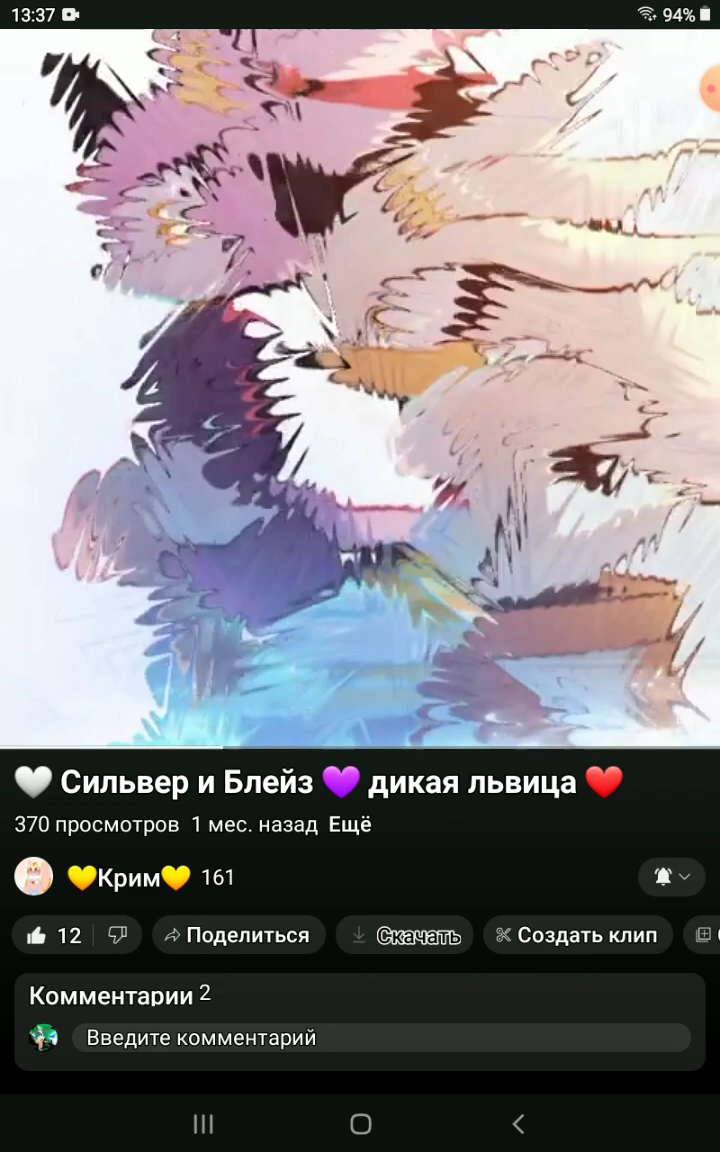 13:37 94%
🤍 Сильвер и Блейз 💜 дикая львица ❤️
370 просмотров 1 мес. назад Ещё
💛Крим💛 161
12 Поделиться Скачать Создать клип
Комментарии 2
Введите комментарий